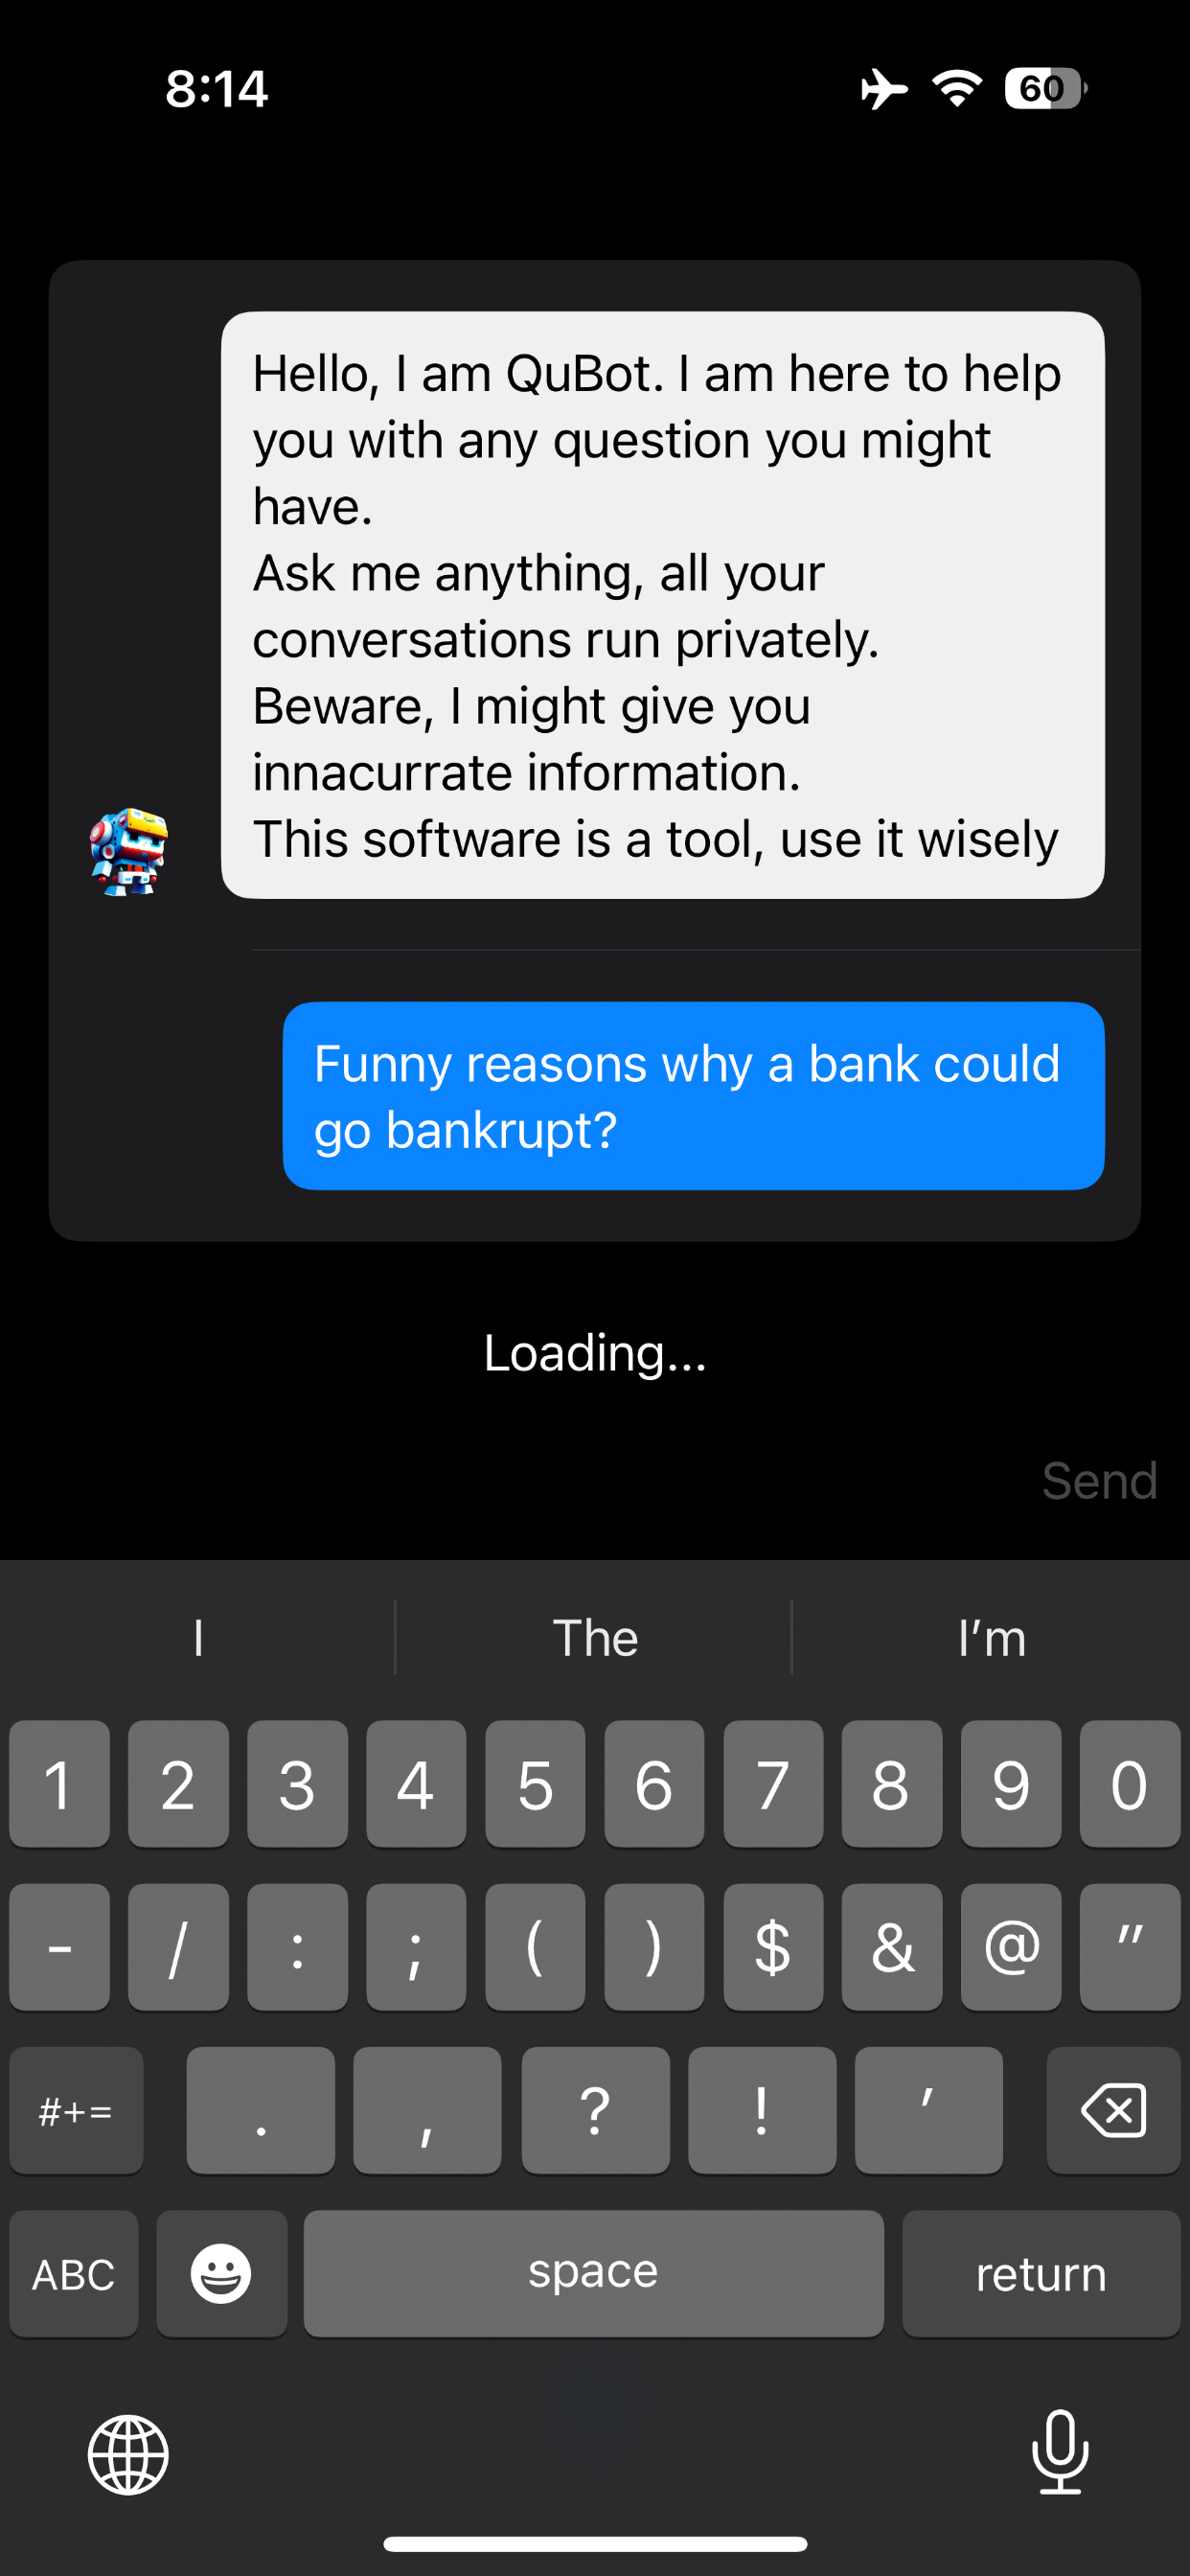 8:14
60
Hello, I am QuBot. I am here to help
you with any question you might
have.
Ask me anything, all your
conversations run privately.
Beware, I might give you
innacurrate information.
This software is a tool, use it wisely
Funny reasons why a bank could
go bankrupt?
Loading...
Send
I The I’m
1 2 3 4 5 6 7 8 9 0
- / : ; ( ) $ & @ "
#+= . , ? ! ’
ABC space return